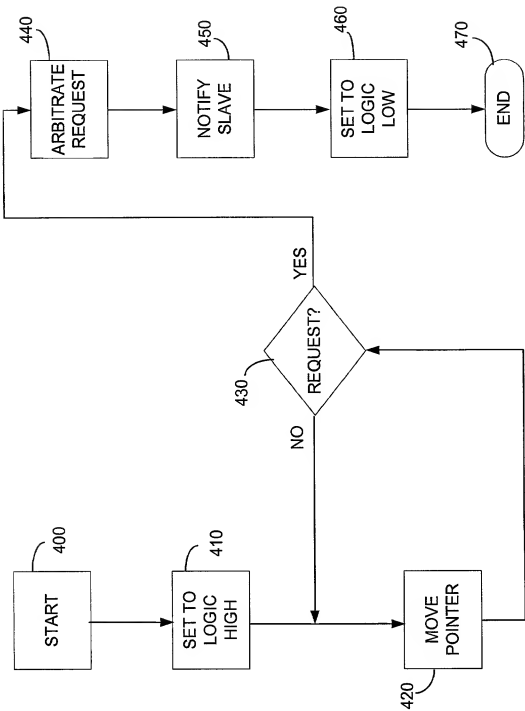 400
START
410
SET TO
LOGIC
HIGH
420
MOVE
POINTER
430
REQUEST?
NO
YES
440
ARBITRATE
REQUEST
450
NOTIFY
SLAVE
460
SET TO
LOGIC
LOW
470
END